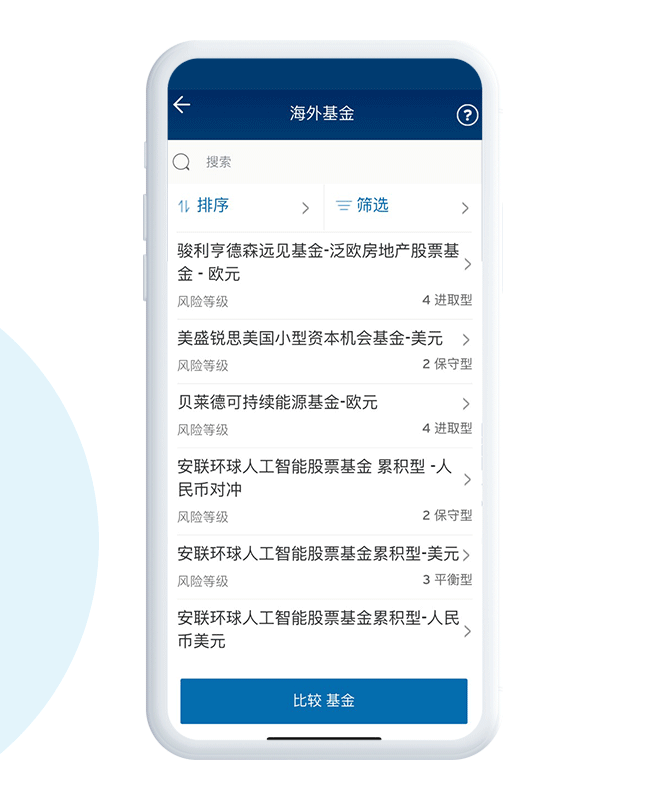 海外基金
?
搜索
排序
筛选
骏利亨德森远见基金-泛欧房地产股票基
金 - 欧元
风险等级 4 进取型
美盛锐思美国小型资本机会基金-美元
风险等级 2 保守型
贝莱德可持续能源基金-欧元
风险等级 4 进取型
安联环球人工智能股票基金 累积型 -人
民币对冲
风险等级 2 保守型
安联环球人工智能股票基金累积型-美元
风险等级 3 平衡型
安联环球人工智能股票基金累积型-人民
币美元
比较 基金